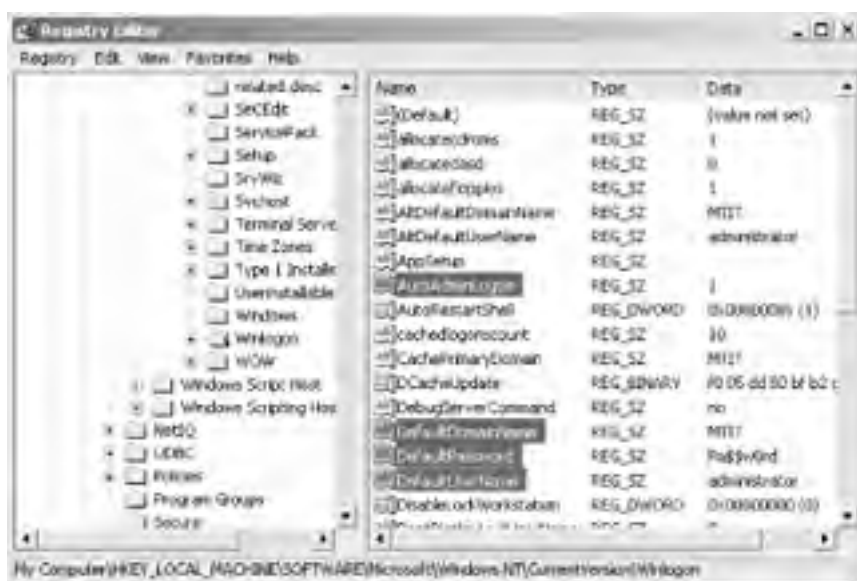 Registry Editor
Registry Edit View Favorites Help
related.desc
SeCEdit
ServicePack
Setup
SrvWiz
Svchost
Terminal Serve
Time Zones
Type 1 Installe
Userinstallable
Windows
Winlogon
WOW
Windows Script Host
Windows Scripting Hos
NetIQ
ODBC
Policies
Program Groups
Secure
Name Type Data
(Default) REG_SZ (value not set)
allocatecdroms REG_SZ 1
allocatedasd REG_SZ 0
allocatefloppies REG_SZ 1
AltDefaultDomainName REG_SZ
AltDefaultUserName REG_SZ administrator
AppSetup REG_SZ
AutoAdminLogon REG_SZ 1
AutoRestartShell REG_DWORD 0x00000001 (1)
cachedlogonscount REG_SZ 10
CachePrimaryDomain REG_SZ
DCacheUpdate REG_BINARY
DebugServerCommand REG_SZ no
DefaultDomainName REG_SZ
DefaultPassword REG_SZ Pa$$w0rd
DefaultUserName REG_SZ administrator
DisableLockWorkstation REG_DWORD 0x00000000 (0)
My Computer\HKEY_LOCAL_MACHINE\SOFTWARE\Microsoft\Windows NT\CurrentVersion\Winlogon